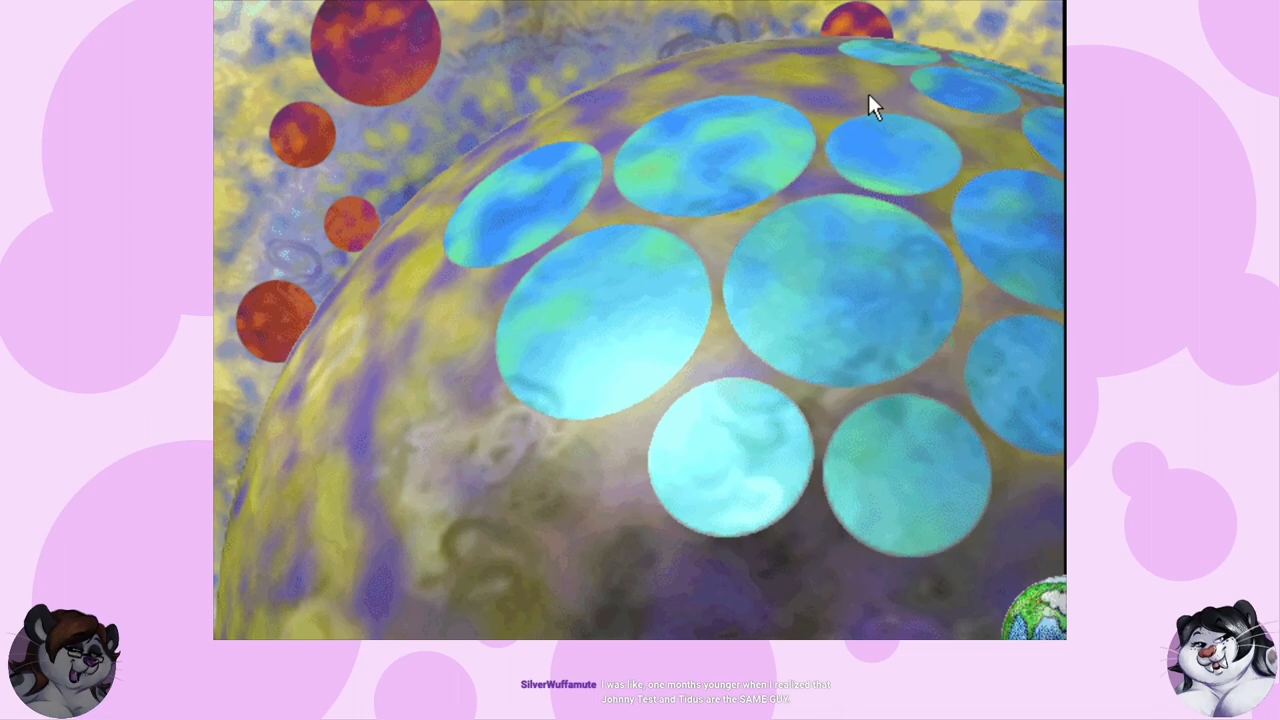 SilverWuffamute I was like, one months younger when I realized that
Johnny Test and Tidus are the SAME GUY.